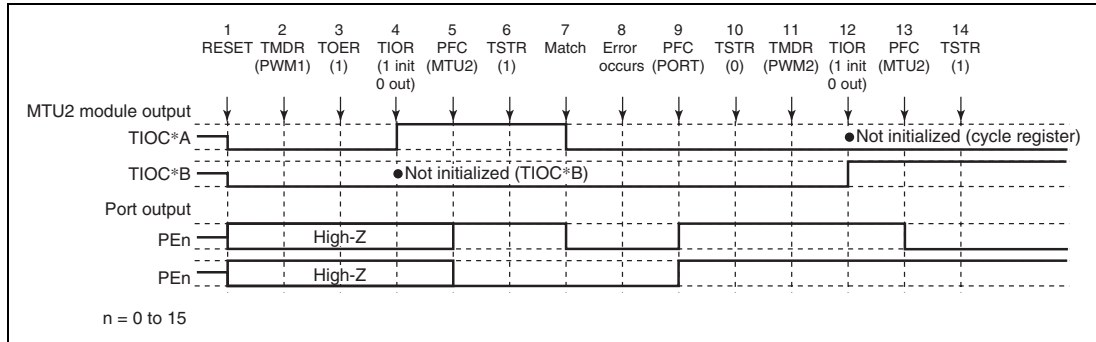 1 2 3 4 5 6 7 8 9 10 11 12 13 14
RESET TMDR TOER TIOR PFC TSTR Match Error PFC TSTR TMDR TIOR PFC TSTR
(PWM1) (1) (1 init (MTU2) (1) occurs (PORT) (0) (PWM2) (1 init (MTU2) (1)
0 out) 0 out)
MTU2 module output
TIOC*A ●Not initialized (cycle register)
TIOC*B ●Not initialized (TIOC*B)
Port output
PEn High-Z
PEn High-Z
n = 0 to 15